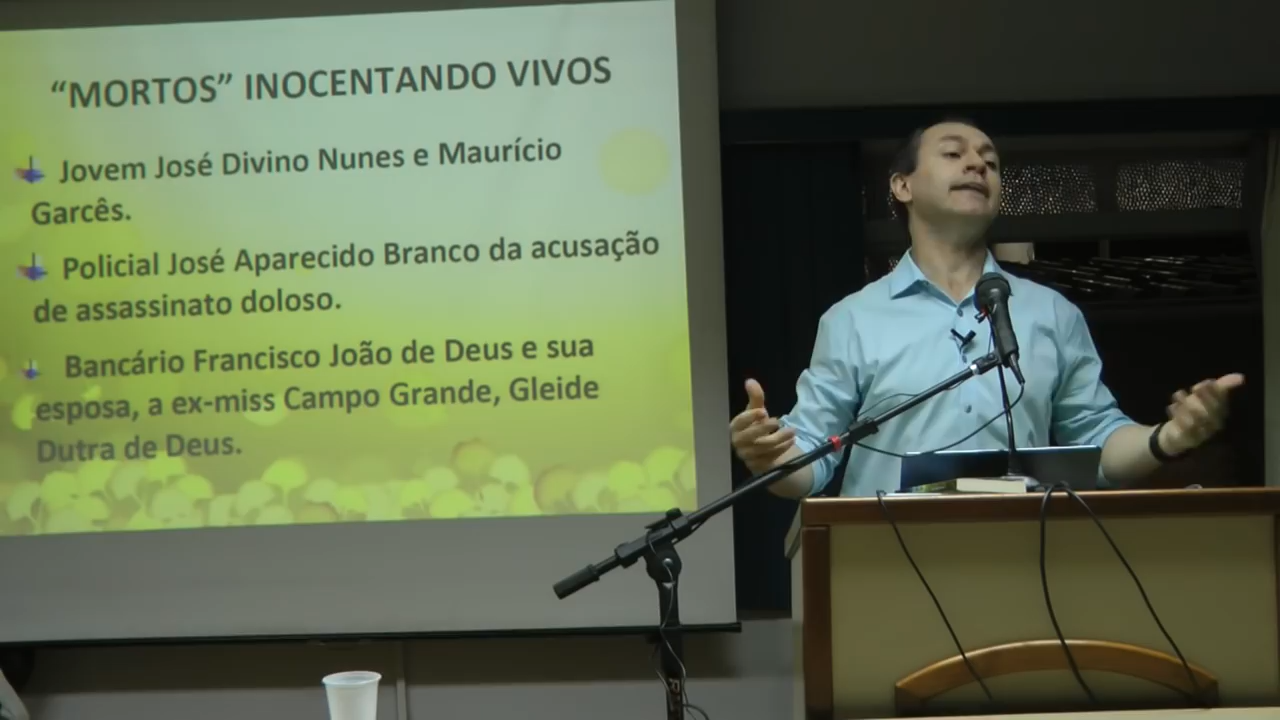 “MORTOS” INOCENTANDO VIVOS
Jovem José Divino Nunes e Maurício
Garcês.
Policial José Aparecido Branco da acusação
de assassinato doloso.
Bancário Francisco João de Deus e sua
esposa, a ex-miss Campo Grande, Gleide
Dutra de Deus.